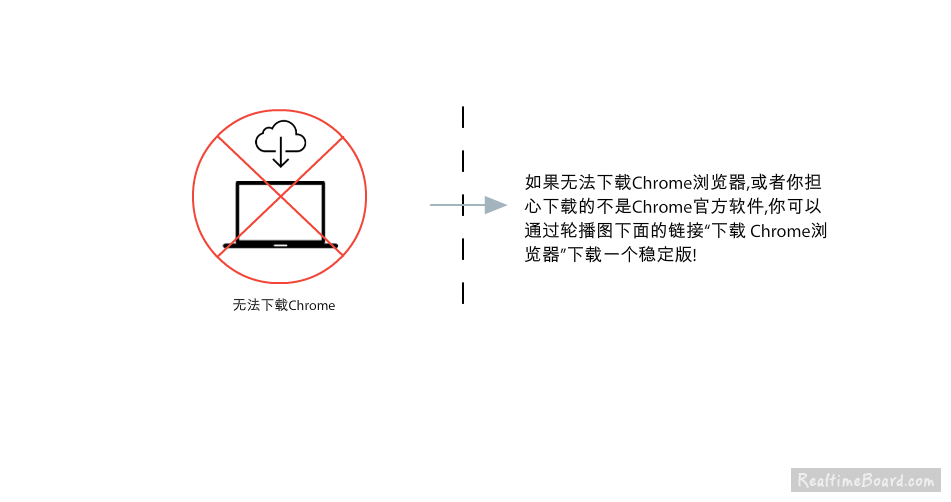 无法下载Chrome
如果无法下载Chrome浏览器,或者你担
心下载的不是Chrome官方软件,你可以
通过轮播图下面的链接“下载 Chrome浏
览器”下载一个稳定版!
RealtimeBoard.com